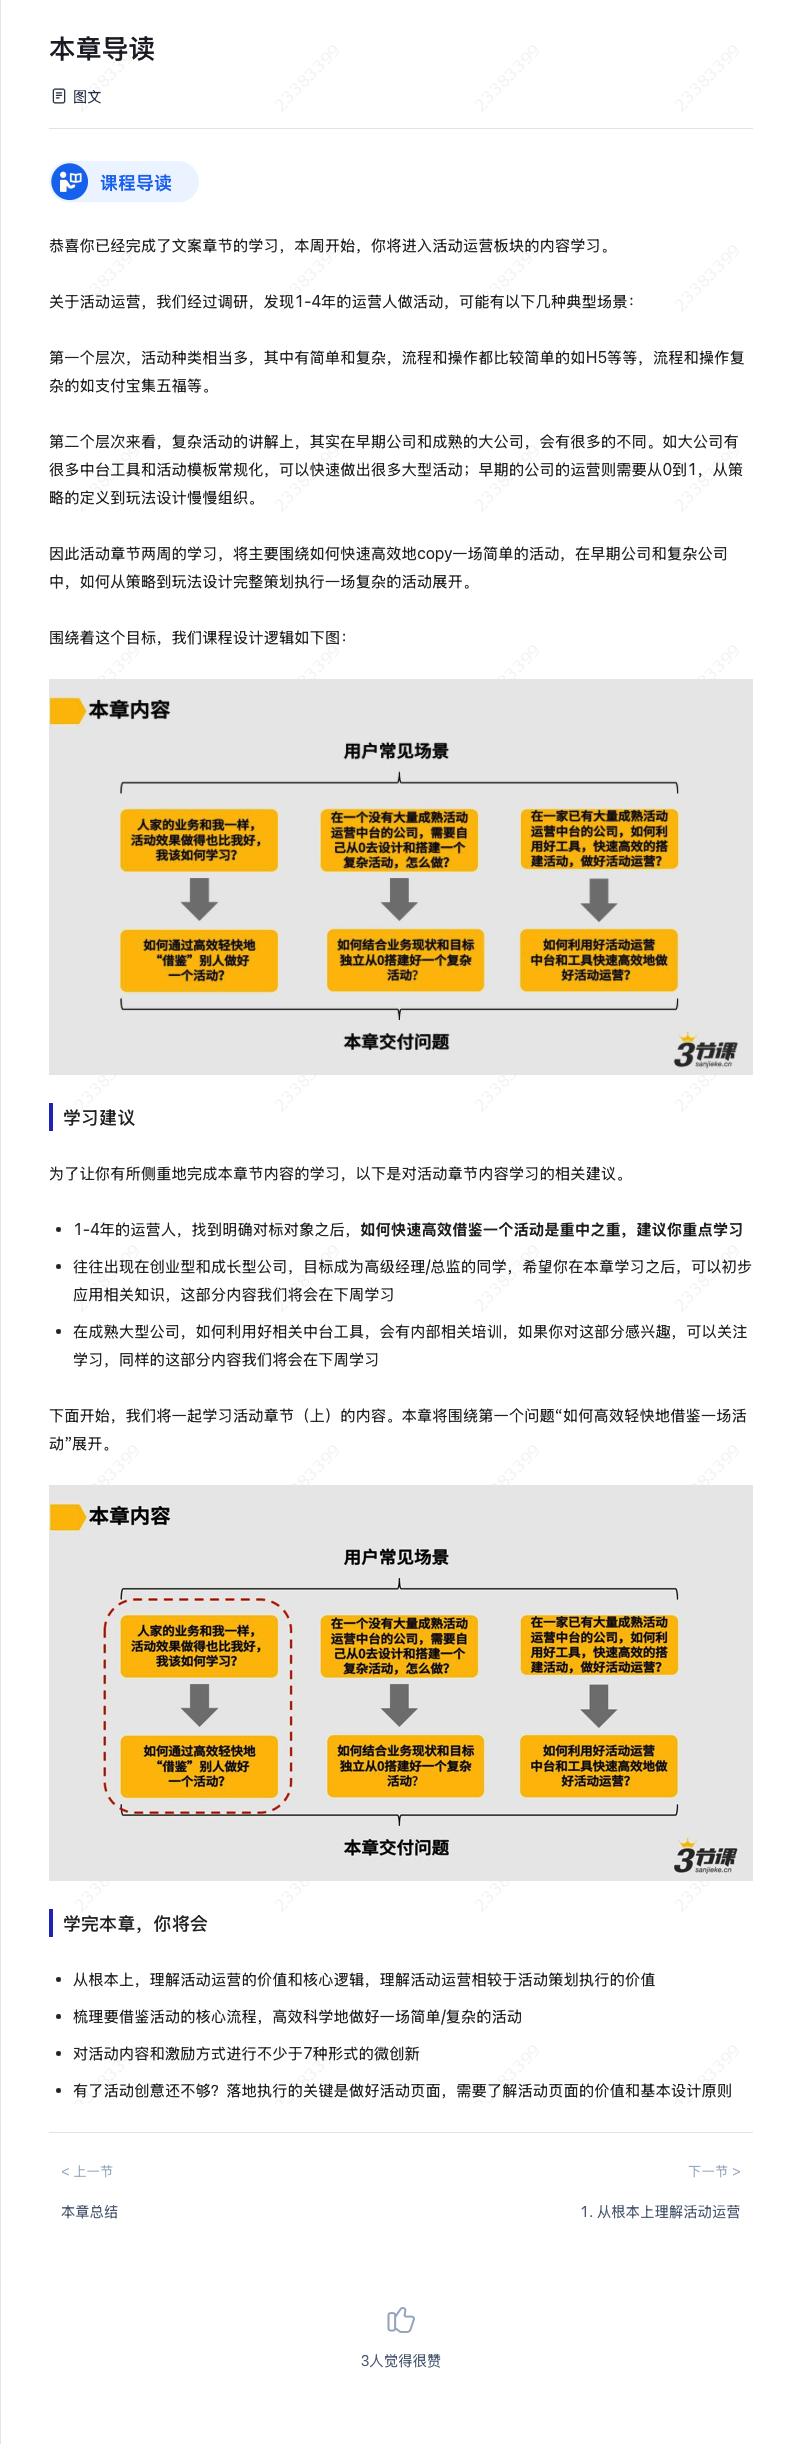 本章导读
图文
课程导读
恭喜你已经完成了文案章节的学习，本周开始，你将进入活动运营板块的内容学习。
关于活动运营，我们经过调研，发现1-4年的运营人做活动，可能有以下几种典型场景：
第一个层次，活动种类相当多，其中有简单和复杂，流程和操作都比较简单的如H5等等，流程和操作复
杂的如支付宝集五福等。
第二个层次来看，复杂活动的讲解上，其实在早期公司和成熟的大公司，会有很多的不同。如大公司有
很多中台工具和活动模板常规化，可以快速做出很多大型活动；早期的公司的运营则需要从0到1，从策
略的定义到玩法设计慢慢组织。
因此活动章节两周的学习，将主要围绕如何快速高效地copy一场简单的活动，在早期公司和复杂公司
中，如何从策略到玩法设计完整策划执行一场复杂的活动展开。
围绕着这个目标，我们课程设计逻辑如下图：
本章内容
用户常见场景
人家的业务和我一样，
活动效果做得也比我好，
我该如何学习？
在一个没有大量成熟活动
运营中台的公司，需要自
己从0去设计和搭建一个
复杂活动，怎么做？
在一家已有大量成熟活动
运营中台的公司，如何利
用好工具，快速高效的搭
建活动，做好活动运营？
如何通过高效轻快地
“借鉴”别人做好
一个活动？
如何结合业务现状和目标
独立从0搭建好一个复杂
活动？
如何利用好活动运营
中台和工具快速高效地做
好活动运营？
本章交付问题
3节课
sanjieke.cn
学习建议
为了让你有所侧重地完成本章节内容的学习，以下是对活动章节内容学习的相关建议。
• 1-4年的运营人，找到明确对标对象之后，如何快速高效借鉴一个活动是重中之重，建议你重点学习
• 往往出现在创业型和成长型公司，目标成为高级经理/总监的同学，希望你在本章学习之后，可以初步
应用相关知识，这部分内容我们将会在下周学习
• 在成熟大型公司，如何利用好相关中台工具，会有内部相关培训，如果你对这部分感兴趣，可以关注
学习，同样的这部分内容我们将会在下周学习
下面开始，我们将一起学习活动章节（上）的内容。本章将围绕第一个问题“如何高效轻快地借鉴一场活
动”展开。
本章内容
用户常见场景
人家的业务和我一样，
活动效果做得也比我好，
我该如何学习？
在一个没有大量成熟活动
运营中台的公司，需要自
己从0去设计和搭建一个
复杂活动，怎么做？
在一家已有大量成熟活动
运营中台的公司，如何利
用好工具，快速高效的搭
建活动，做好活动运营？
如何通过高效轻快地
“借鉴”别人做好
一个活动？
如何结合业务现状和目标
独立从0搭建好一个复杂
活动？
如何利用好活动运营
中台和工具快速高效地做
好活动运营？
本章交付问题
3节课
sanjieke.cn
学完本章，你将会
• 从根本上，理解活动运营的价值和核心逻辑，理解活动运营相较于活动策划执行的价值
• 梳理要借鉴活动的核心流程，高效科学地做好一场简单/复杂的活动
• 对活动内容和激励方式进行不少于7种形式的微创新
• 有了活动创意还不够？落地执行的关键是做好活动页面，需要了解活动页面的价值和基本设计原则
< 上一节
下一节 >
本章总结
1. 从根本上理解活动运营
3人觉得很赞
23383399